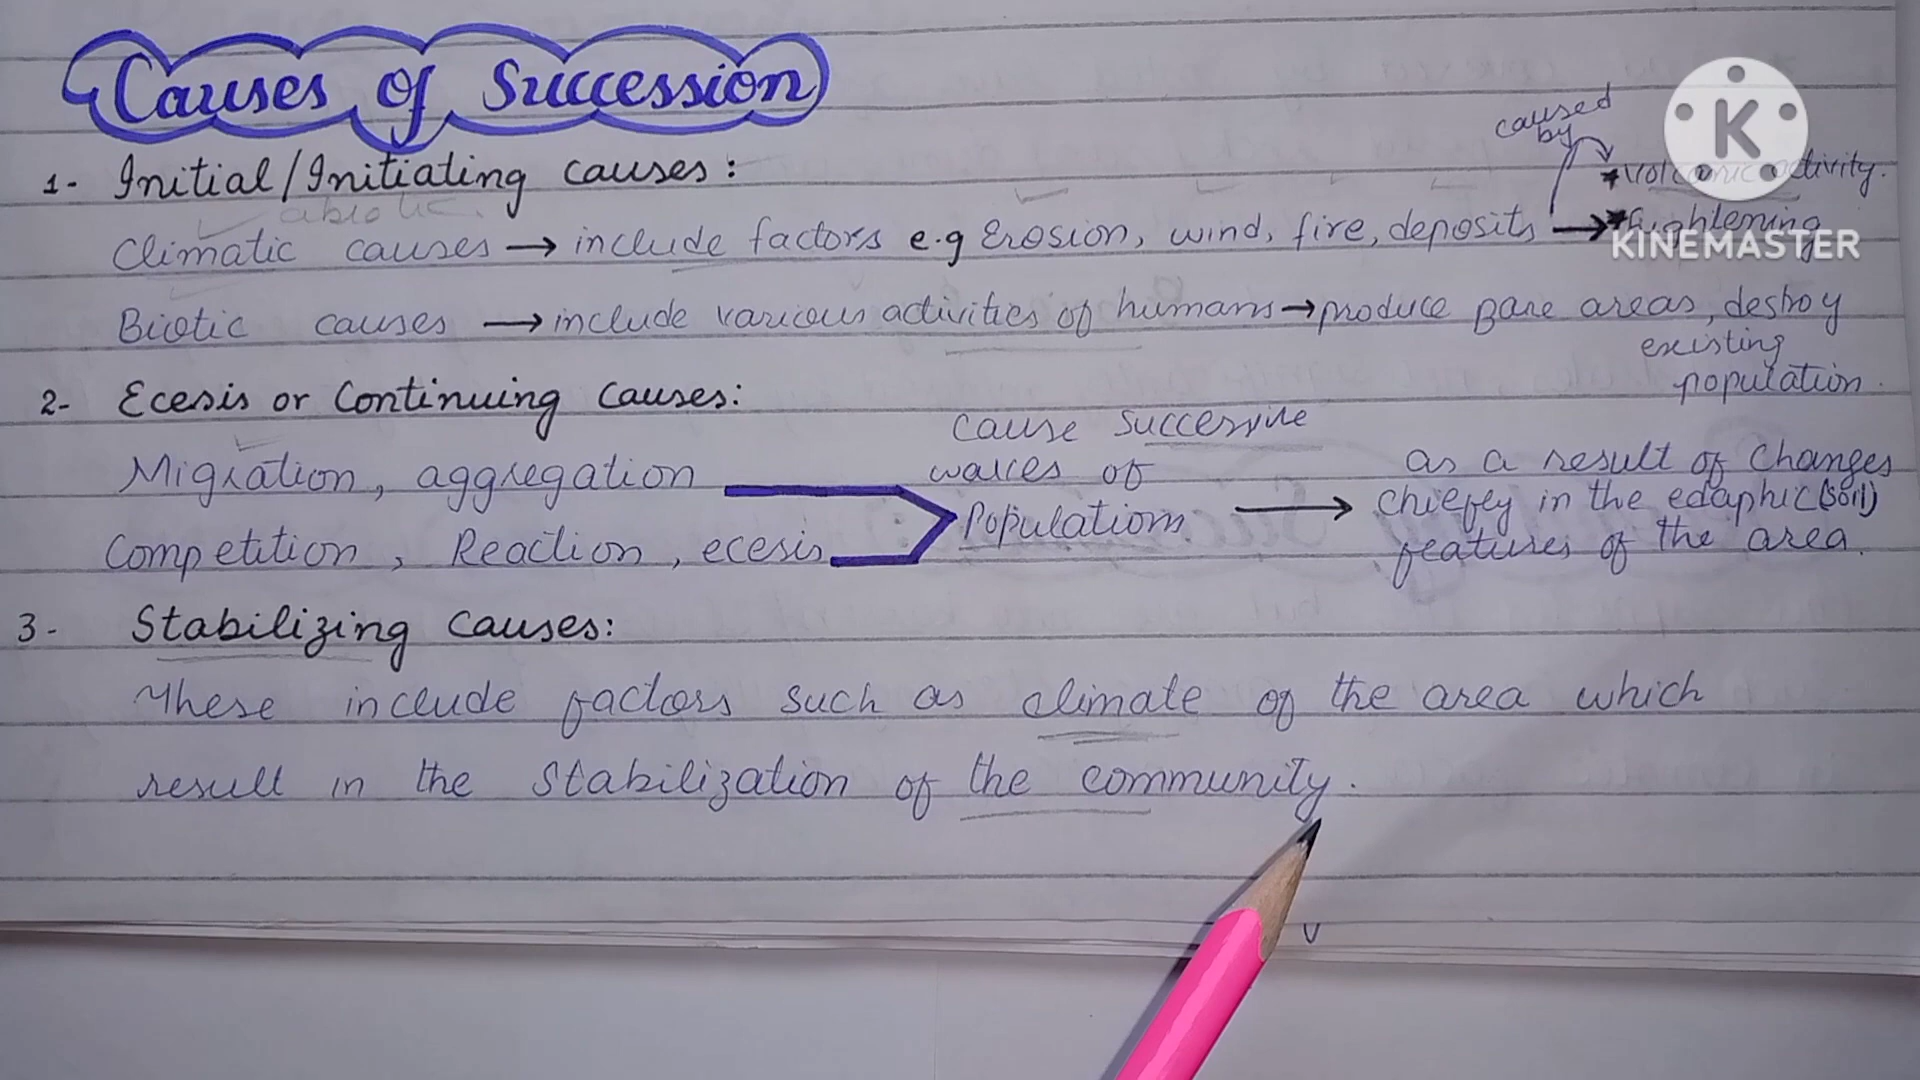 Causes of Succession
caused
by
* Volcanic activity.
1- Initial/Initiating causes:
abiotic.
Climatic causes → include factors e.g Erosion, wind, fire, deposits → * lighlening
KINEMASTER
Biotic causes → include various activities of humans → produce bare areas, destroy
existing
population.
2- Ecesis or Continuing Causes:
Migration, aggregation
Competition, Reaction, ecesis
cause successive
waves of
Populations → as a result of changes
chiefly in the edaphic (soil)
features of the area.
3- Stabilizing Causes:
These include factors such as climate of the area which
result in the stabilization of the community.